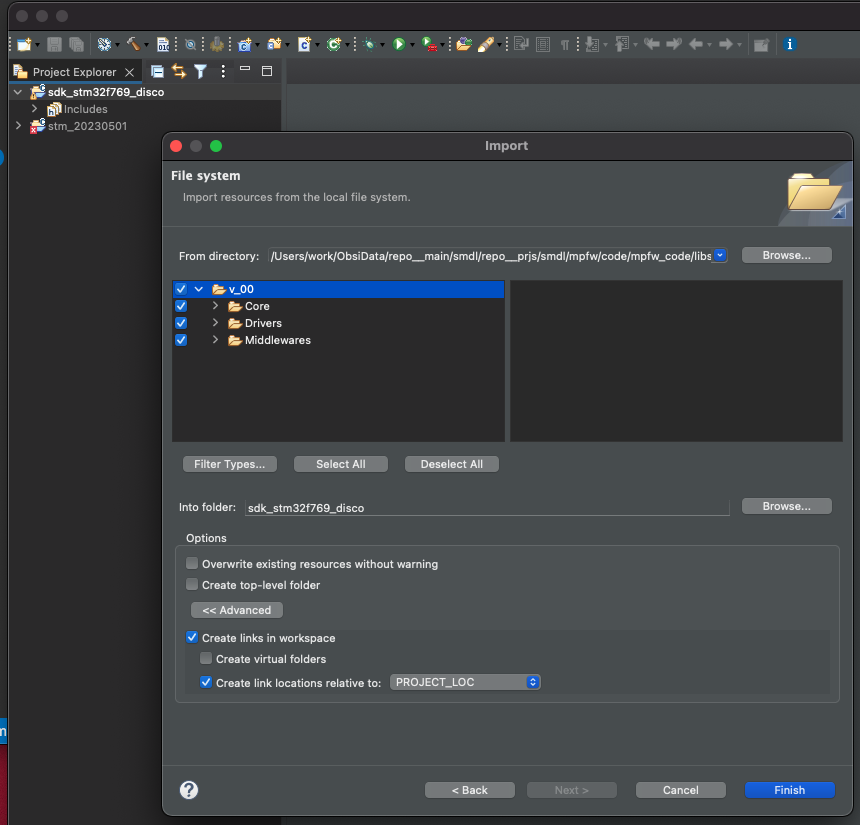 010
Project Explorer
sdk_stm32f769_disco
Includes
stm_20230501
Import
File system
Import resources from the local file system.
From directory: /Users/work/ObsiData/repo__main/smdl/repo__prjs/smdl/mpfw/code/mpfw_code/libs Browse...
v_00
Core
Drivers
Middlewares
Filter Types... Select All Deselect All
Into folder: sdk_stm32f769_disco Browse...
Options
Overwrite existing resources without warning
Create top-level folder
<< Advanced
Create links in workspace
Create virtual folders
Create link locations relative to: PROJECT_LOC
? < Back Next > Cancel Finish